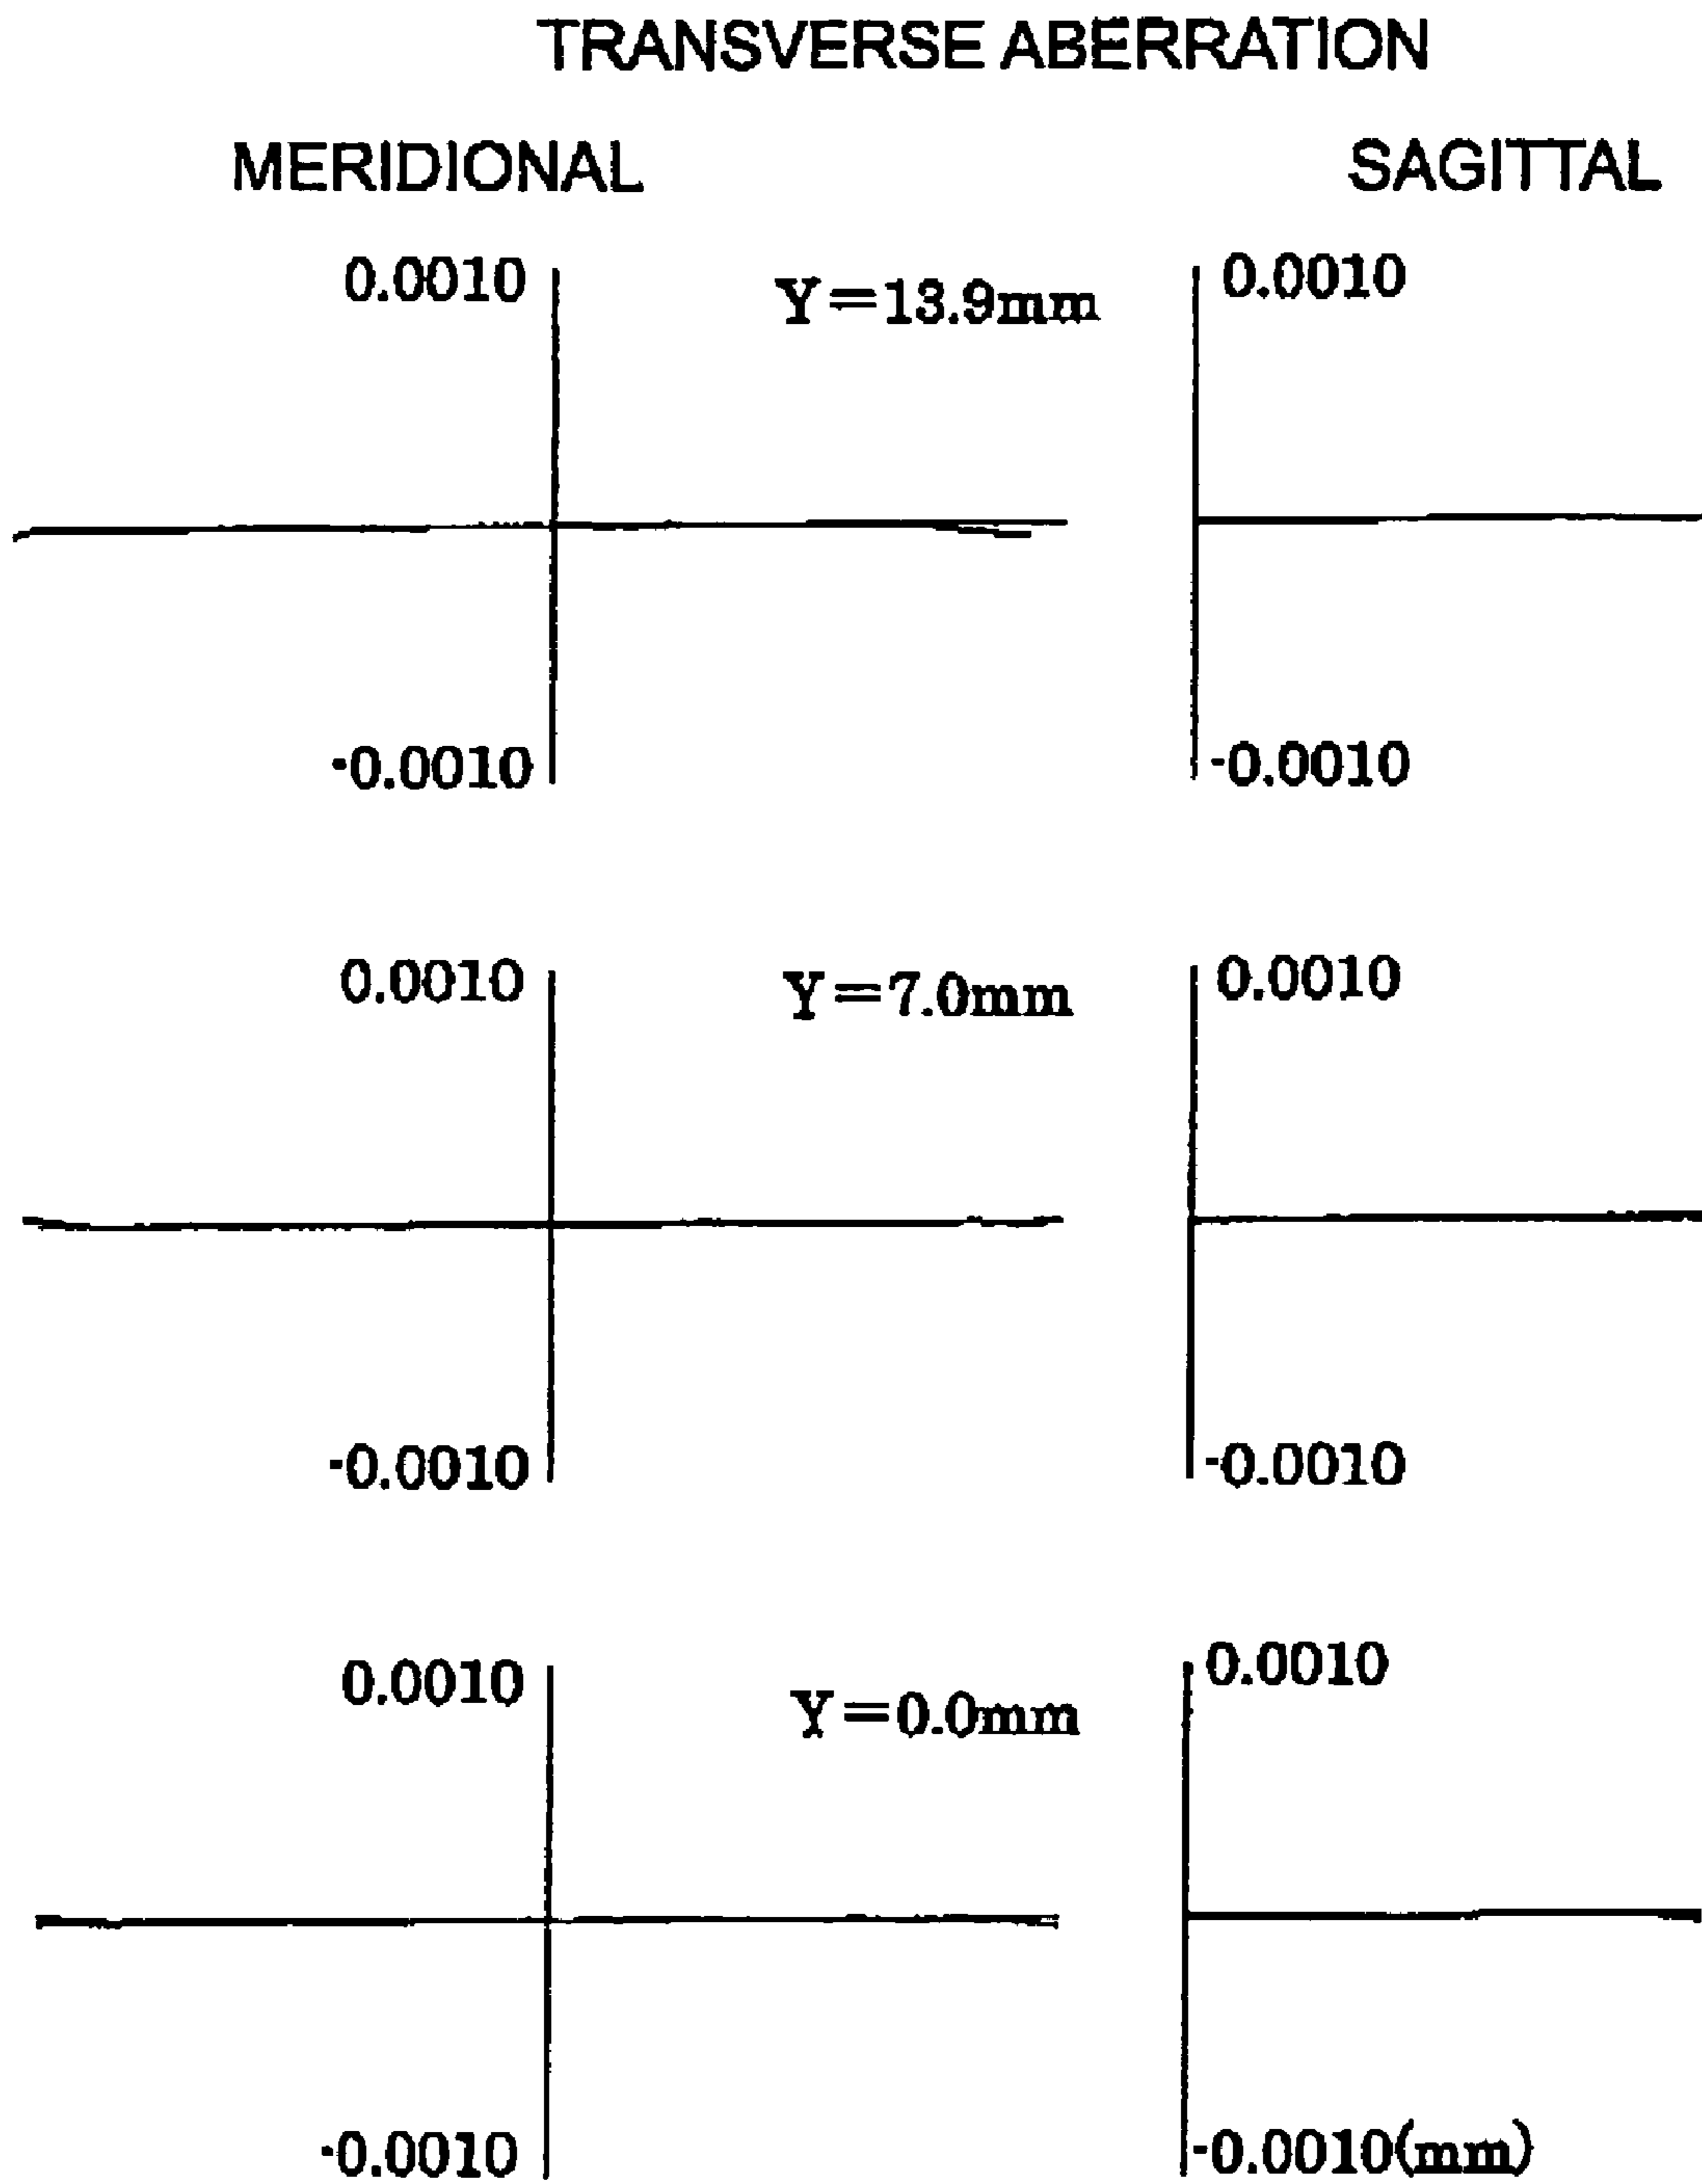 TRANSVERSE ABERRATION
MERIDIONAL SAGITTAL
0.0010 Y=13.9mm 0.0010
-0.0010 -0.0010
0.0010 Y=7.0mm 0.0010
-0.0010 -0.0010
0.0010 Y=0.0mm 0.0010
-0.0010 -0.0010(mm)